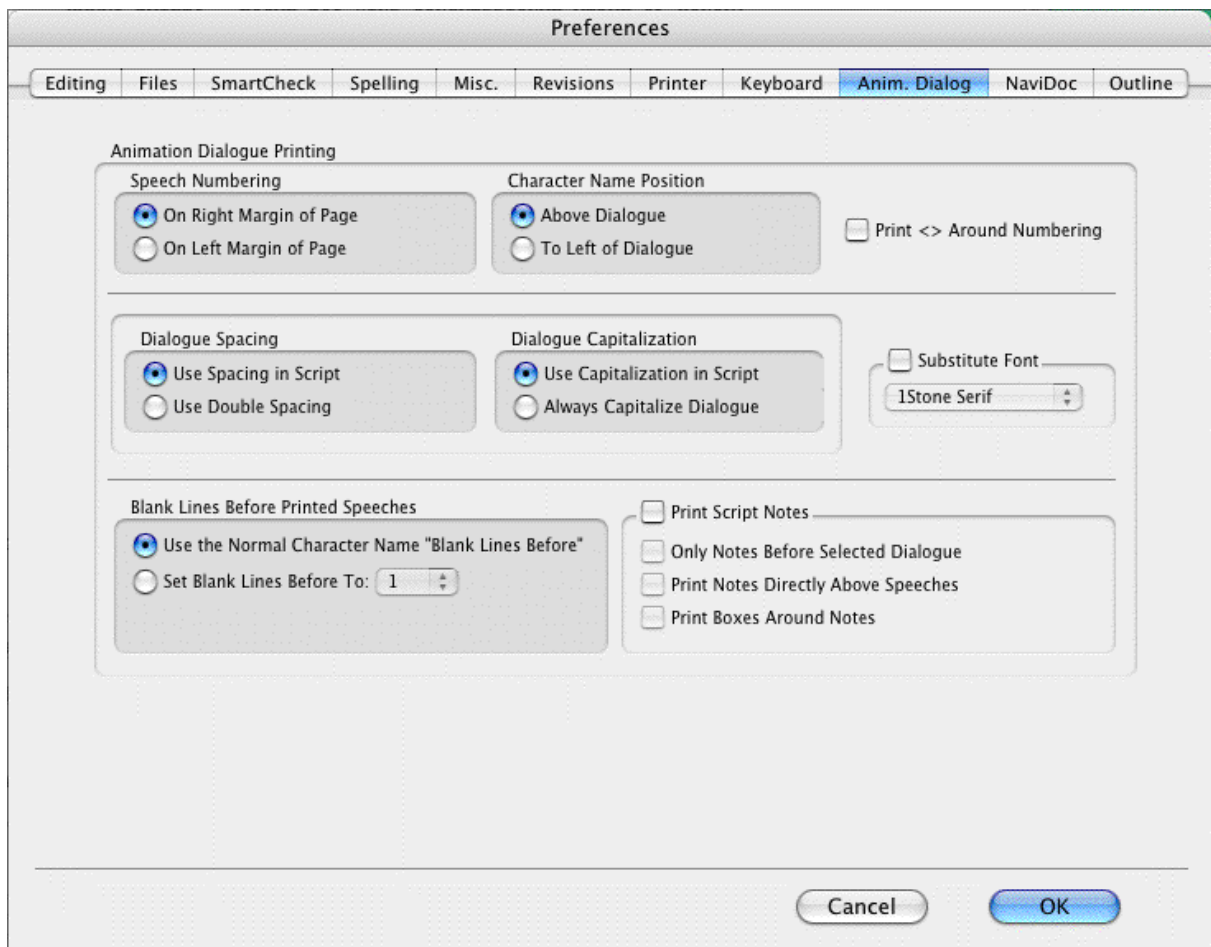 Preferences
Editing Files SmartCheck Spelling Misc. Revisions Printer Keyboard Anim. Dialog NaviDoc Outline
Animation Dialogue Printing
Speech Numbering
On Right Margin of Page
On Left Margin of Page
Character Name Position
Above Dialogue
To Left of Dialogue
Print <> Around Numbering
Dialogue Spacing
Use Spacing in Script
Use Double Spacing
Dialogue Capitalization
Use Capitalization in Script
Always Capitalize Dialogue
Substitute Font
1Stone Serif
Blank Lines Before Printed Speeches
Use the Normal Character Name "Blank Lines Before"
Set Blank Lines Before To: 1
Print Script Notes
Only Notes Before Selected Dialogue
Print Notes Directly Above Speeches
Print Boxes Around Notes
Cancel OK